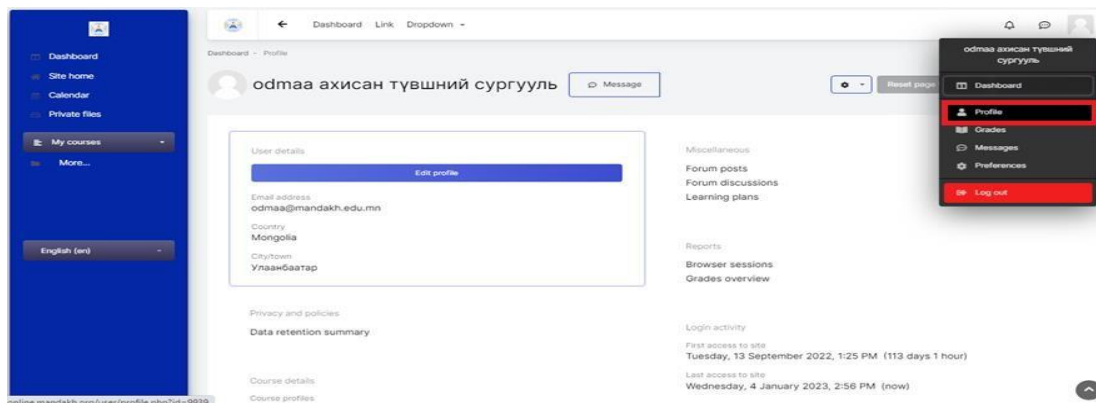 Dashboard
Site home
Calendar
Private files
My courses
More...
English (en)
Dashboard Link Dropdown
Dashboard - Profile
odmaa ахисан түвшний сургууль
Message
Reset page
User details
Edit profile
Email address
odmaa@mandakh.edu.mn
Country
Mongolia
City/town
Улаанбаатар
Privacy and policies
Data retention summary
Course details
Course profiles
Miscellaneous
Forum posts
Forum discussions
Learning plans
Reports
Browser sessions
Grades overview
Login activity
First access to site
Tuesday, 13 September 2022, 1:25 PM (113 days 1 hour)
Last access to site
Wednesday, 4 January 2023, 2:56 PM (now)
odmaa ахисан түвшний
сургууль
Dashboard
Profile
Grades
Messages
Preferences
Log out